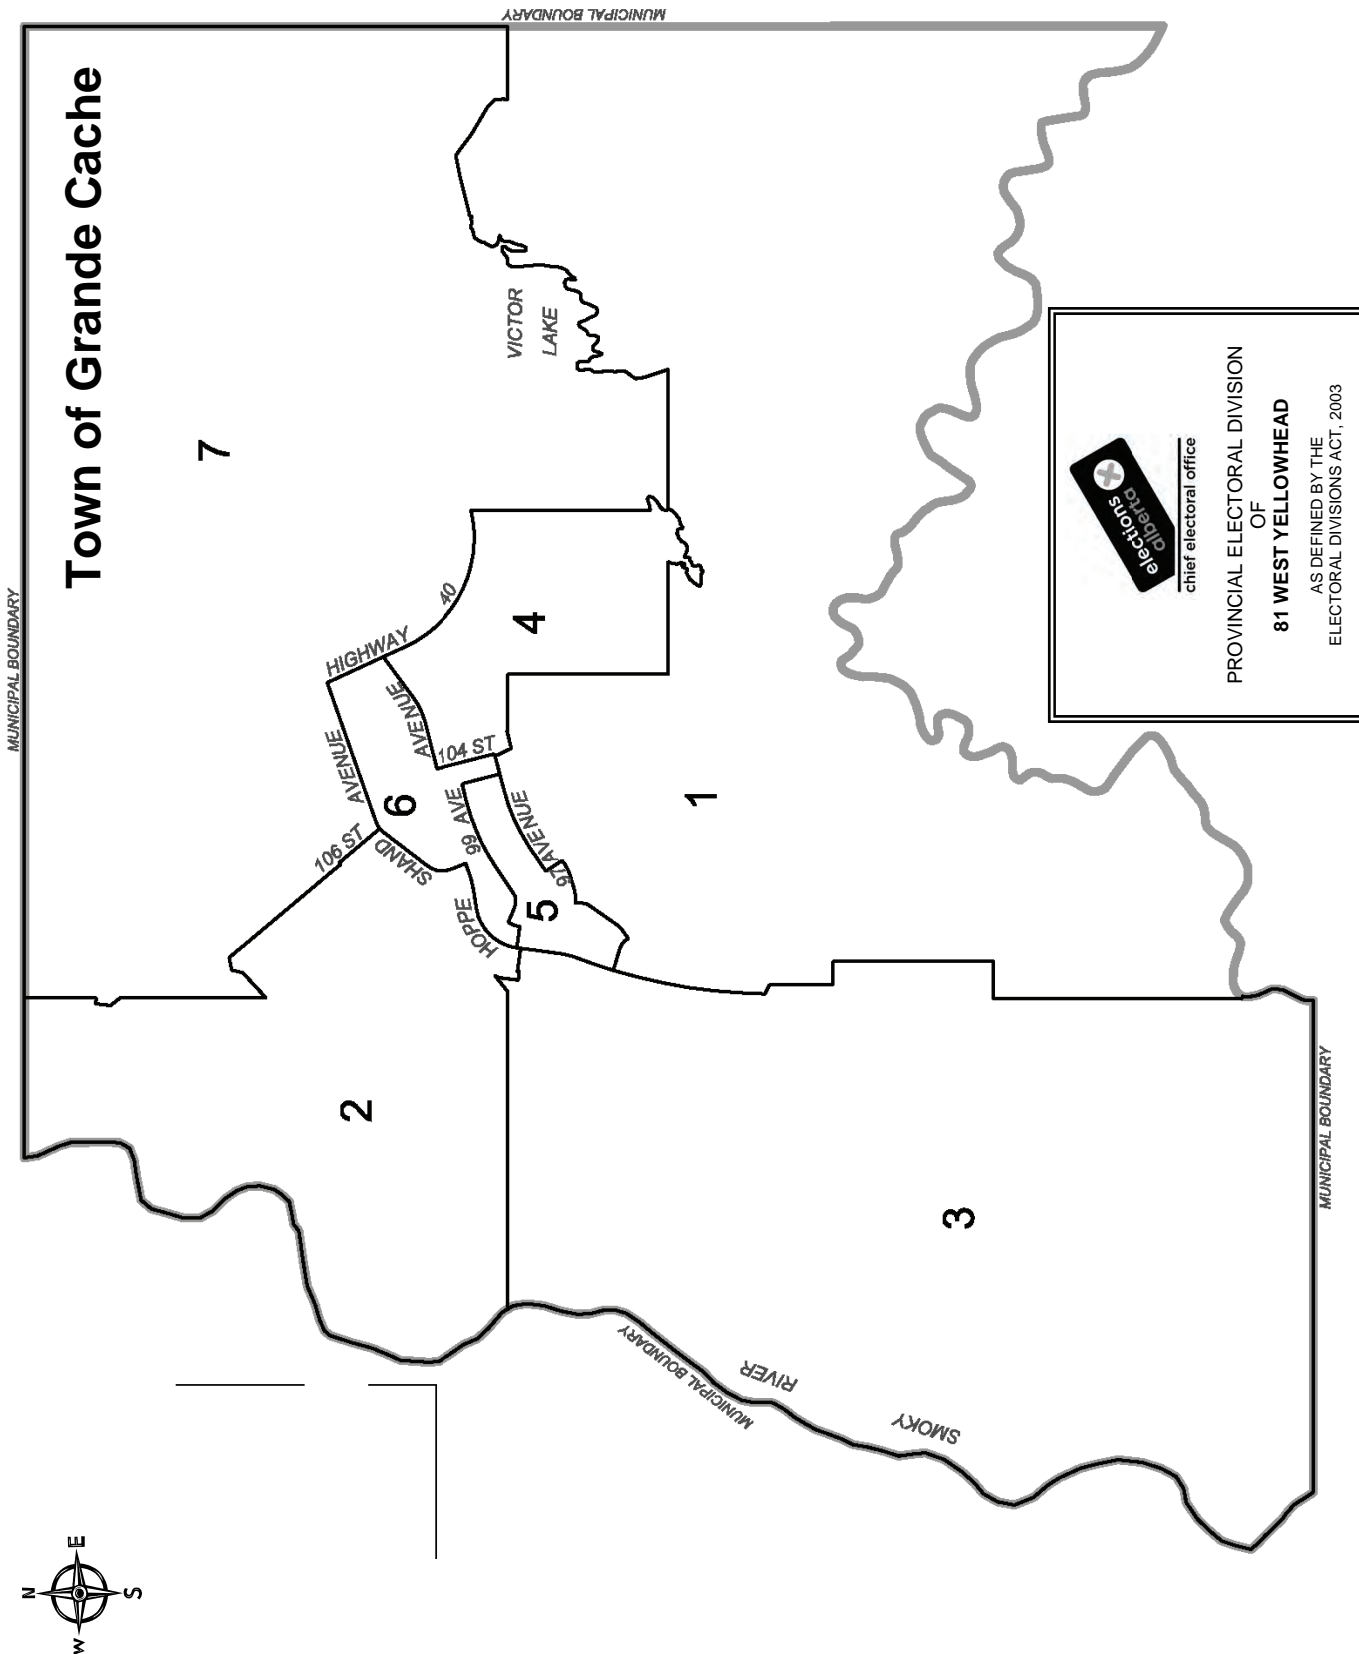 Town of Grande Cache
MUNICIPAL BOUNDARY
MUNICIPAL BOUNDARY
N
W
E
S
7
VICTOR
LAKE
HIGHWAY
40
4
AVENUE
AVENUE
104 ST
6
106 ST
SHAND
99 AVE
97 AVENUE
HOPPE
5
1
2
3
MUNICIPAL BOUNDARY
RIVER
SMOKY
MUNICIPAL BOUNDARY
elections
alberta
chief electoral office
PROVINCIAL ELECTORAL DIVISION
OF
81 WEST YELLOWHEAD
AS DEFINED BY THE
ELECTORAL DIVISIONS ACT, 2003